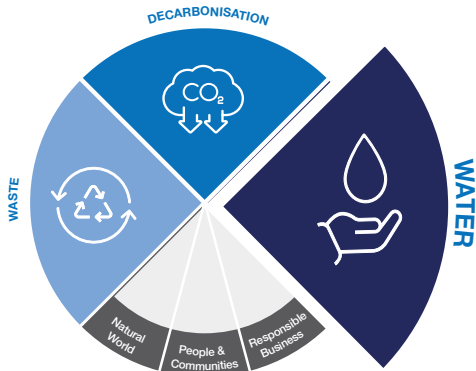 DECARBONISATION
CO₂
WASTE
WATER
Natural
World
People &
Communities
Responsible
Business